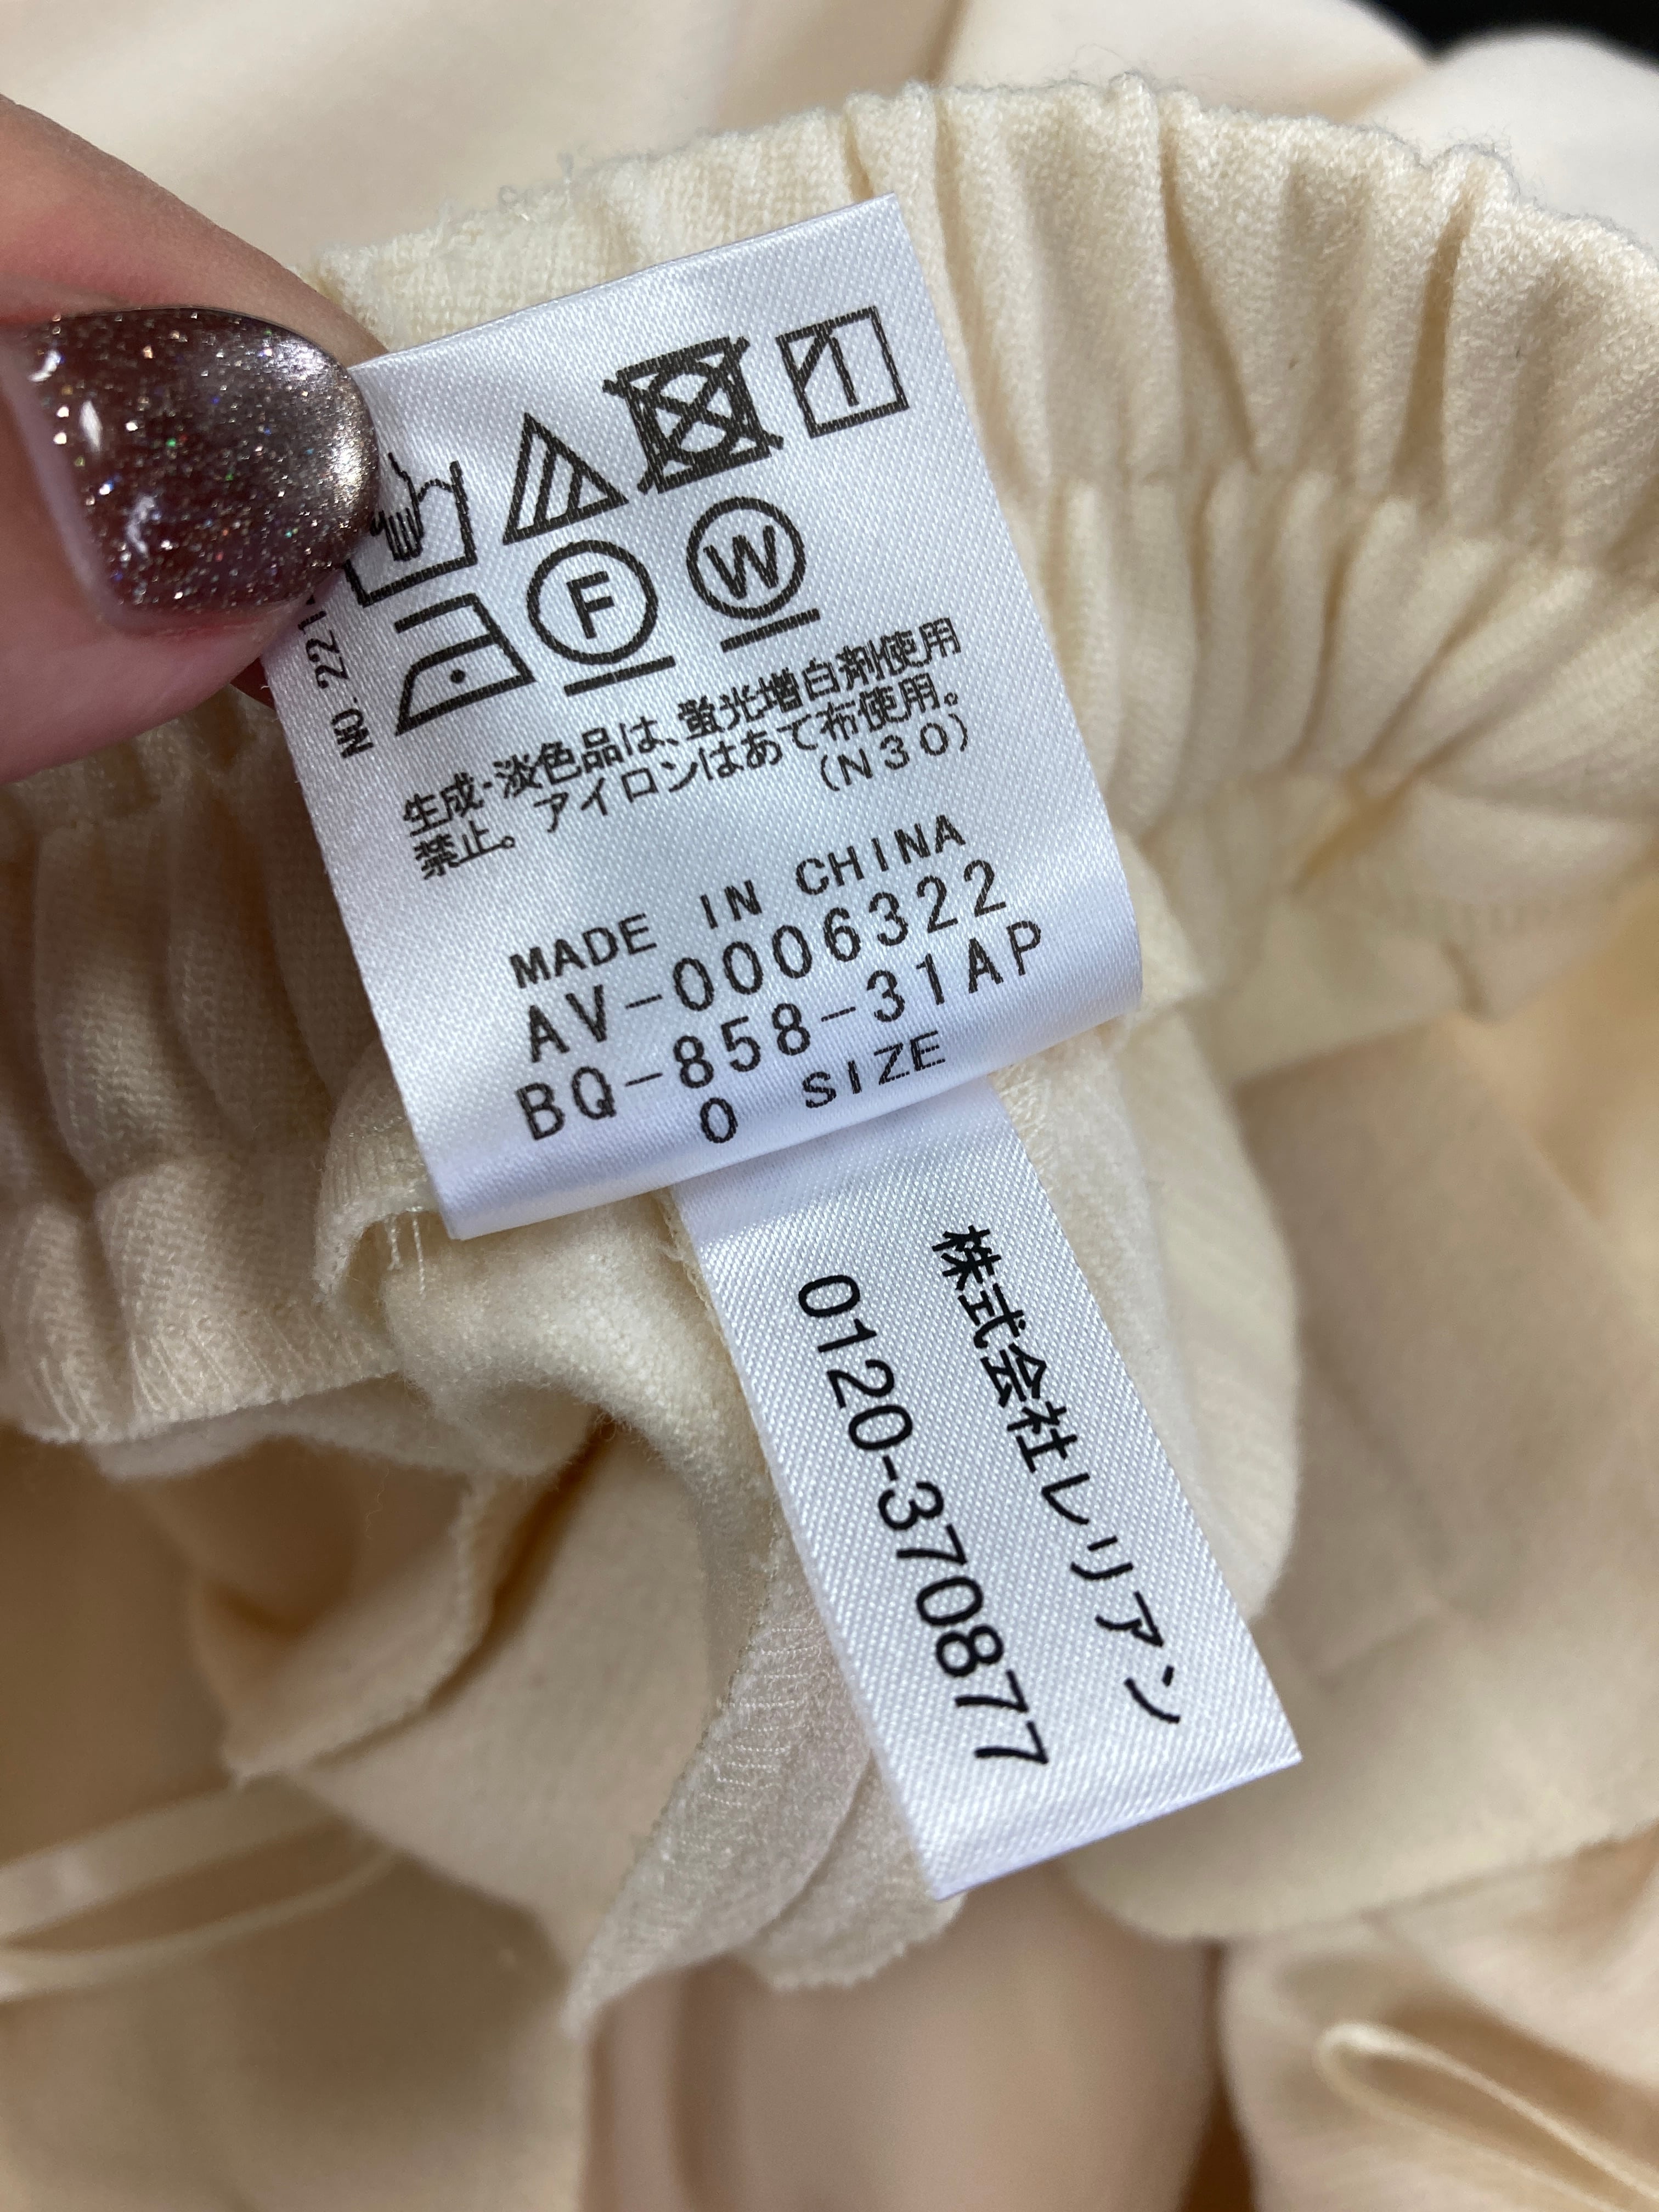 F W
NO. 221
生成・淡色品は、蛍光増白剤使用
禁止。 アイロンはあて布使用。
(N30)
MADE IN CHINA
AV-0006322
BQ-858-31AP
0 SIZE
株式会社レリアン
0120-370877